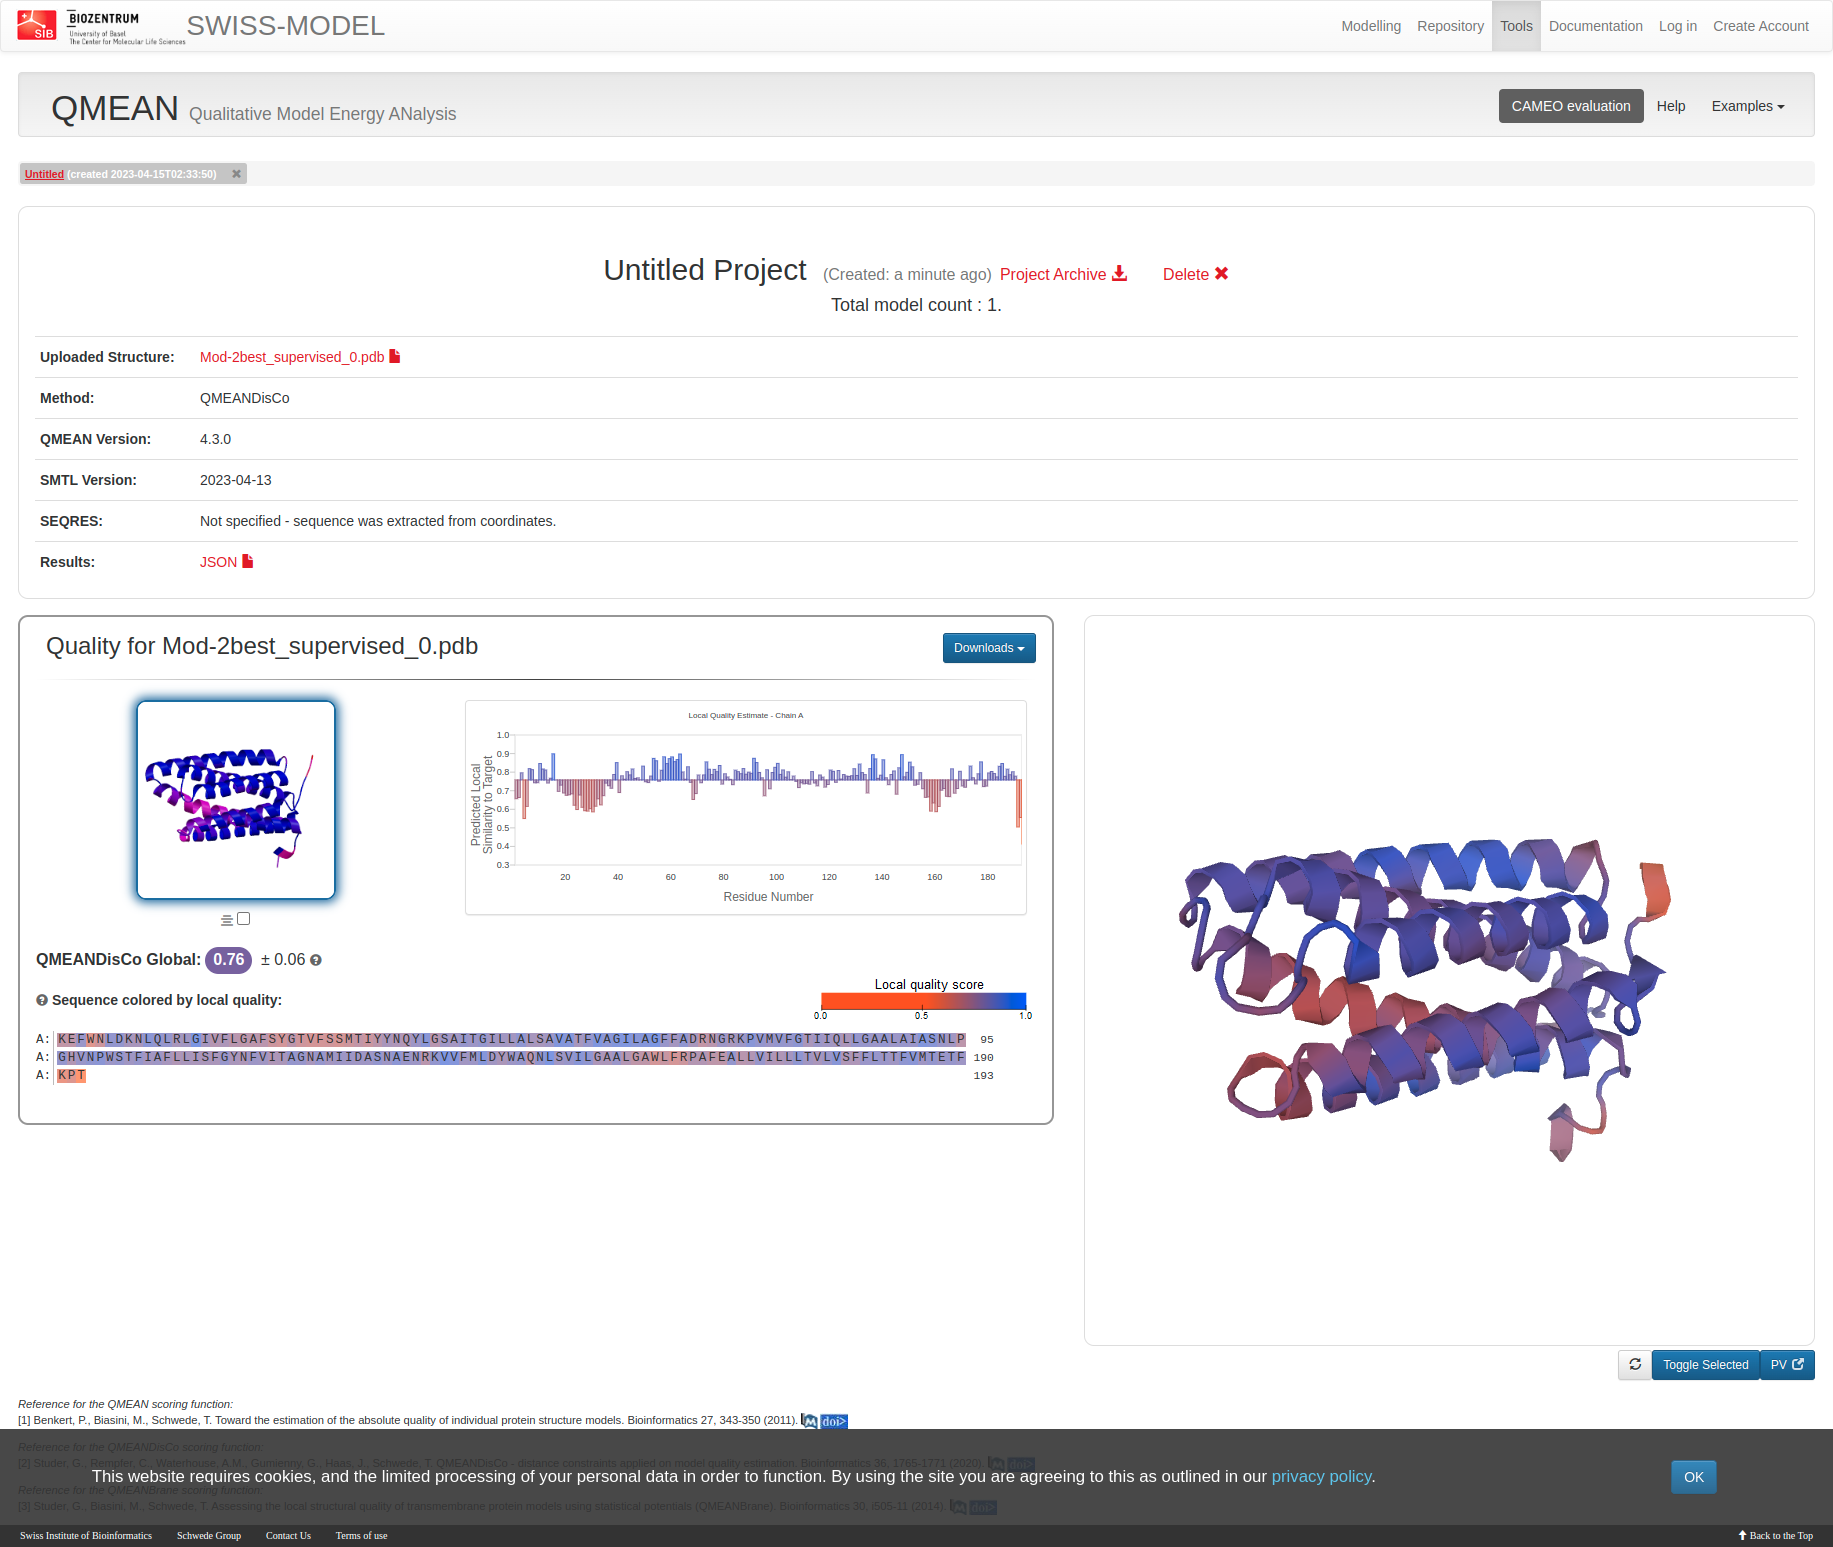 SIB
BIOZENTRUM
University of Basel
The Center for Molecular Life Sciences
SWISS-MODEL
Modelling Repository Tools Documentation Log in Create Account
QMEAN Qualitative Model Energy ANalysis
CAMEO evaluation Help Examples
Untitled (created 2023-04-15T02:33:50)
Untitled Project (Created: a minute ago) Project Archive Delete
Total model count : 1.
Uploaded Structure: Mod-2best_supervised_0.pdb
Method: QMEANDisCo
QMEAN Version: 4.3.0
SMTL Version: 2023-04-13
SEQRES: Not specified - sequence was extracted from coordinates.
Results: JSON
Quality for Mod-2best_supervised_0.pdb
Downloads
Local Quality Estimate - Chain A
Predicted Local
Similarity to Target
1.0
0.9
0.8
0.7
0.6
0.5
0.4
0.3
20 40 60 80 100 120 140 160 180
Residue Number
QMEANDisCo Global: 0.76 ± 0.06
Sequence colored by local quality:
Local quality score
0.0 0.5 1.0
A: KEFWNLDKNLQLRLGIVFLGAFSYGTVFSSMTIYYNQYLGSAITGILLALSAVATFVAGILAGFFADRNGRKPVMVFGTIIQLLGAALAIASNLP 95
A: GHVNPWSTFIAFLLISFGYNFVITAGNAMIIDASNAENRKVVFMLDYWAQNLSVILGAALGAWLFRPAFEALLVILLLTVLVSFFLTTFVMTETF 190
A: KPT 193
Toggle Selected PV
Reference for the QMEAN scoring function:
[1] Benkert, P., Biasini, M., Schwede, T. Toward the estimation of the absolute quality of individual protein structure models. Bioinformatics 27, 343-350 (2011). M doi>
Reference for the QMEANDisCo scoring function:
[2] Studer, G., Rempfer, C., Waterhouse, A.M., Gumienny, G., Haas, J., Schwede, T. QMEANDisCo - distance constraints applied on model quality estimation. Bioinformatics 36, 1765-1771 (2020). M doi>
This website requires cookies, and the limited processing of your personal data in order to function. By using the site you are agreeing to this as outlined in our privacy policy.
OK
Reference for the QMEANBrane scoring function:
[3] Studer, G., Biasini, M., Schwede, T. Assessing the local structural quality of transmembrane protein models using statistical potentials (QMEANBrane). Bioinformatics 30, i505-11 (2014). M doi>
Swiss Institute of Bioinformatics Schwede Group Contact Us Terms of use
Back to the Top